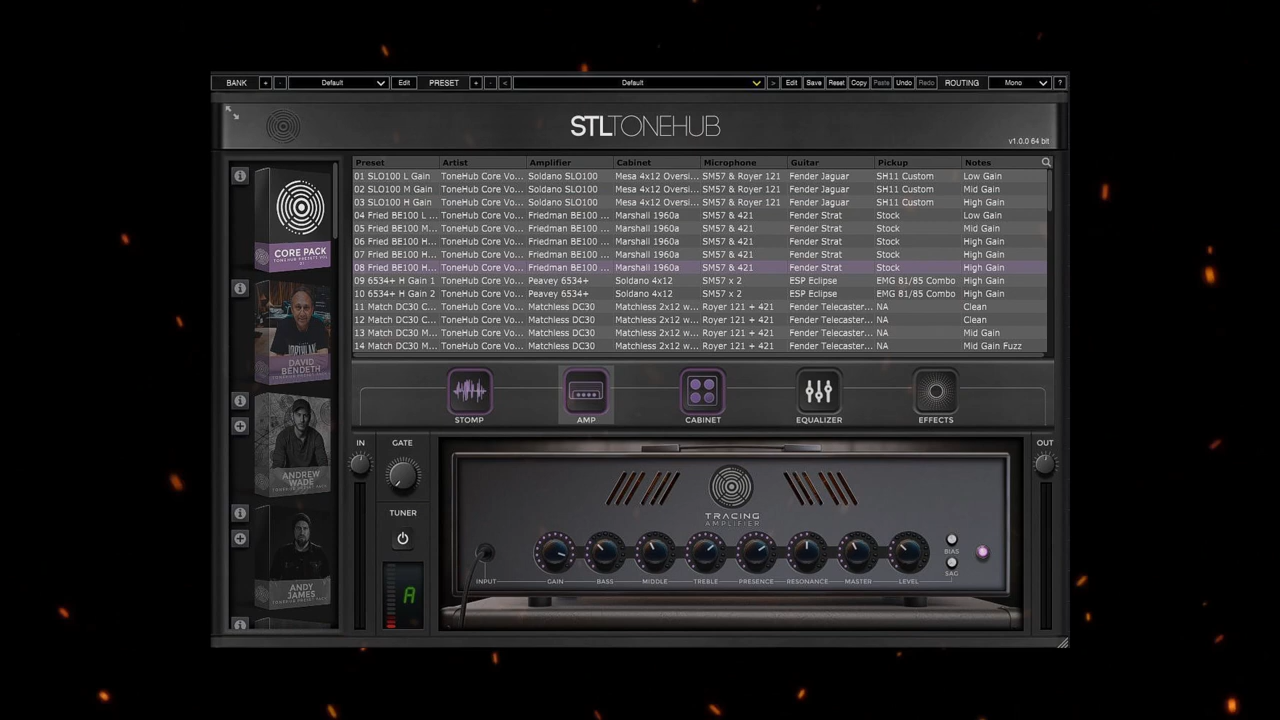 BANK + - Default Edit PRESET + - < Default > Edit Save Reset Copy Paste Undo Redo ROUTING Mono ?
STL TONEHUB
v1.0.0 64 bit
Preset Artist Amplifier Cabinet Microphone Guitar Pickup Notes
01 SLO100 L Gain ToneHub Core Vo... Soldano SLO100 Mesa 4x12 Oversi... SM57 & Royer 121 Fender Jaguar SH11 Custom Low Gain
02 SLO100 M Gain ToneHub Core Vo... Soldano SLO100 Mesa 4x12 Oversi... SM57 & Royer 121 Fender Jaguar SH11 Custom Mid Gain
03 SLO100 H Gain ToneHub Core Vo... Soldano SLO100 Mesa 4x12 Oversi... SM57 & Royer 121 Fender Jaguar SH11 Custom High Gain
04 Fried BE100 L ... ToneHub Core Vo... Friedman BE100 ... Marshall 1960a SM57 & 421 Fender Strat Stock Low Gain
05 Fried BE100 M... ToneHub Core Vo... Friedman BE100 ... Marshall 1960a SM57 & 421 Fender Strat Stock Mid Gain
06 Fried BE100 H... ToneHub Core Vo... Friedman BE100 ... Marshall 1960a SM57 & 421 Fender Strat Stock High Gain
07 Fried BE100 H... ToneHub Core Vo... Friedman BE100 ... Marshall 1960a SM57 & 421 Fender Strat Stock High Gain
08 Fried BE100 H... ToneHub Core Vo... Friedman BE100 ... Marshall 1960a SM57 & 421 Fender Strat Stock High Gain
09 6534+ H Gain 1 ToneHub Core Vo... Peavey 6534+ Soldano 4x12 SM57 x 2 ESP Eclipse EMG 81/85 Combo High Gain
10 6534+ H Gain 2 ToneHub Core Vo... Peavey 6534+ Soldano 4x12 SM57 x 2 ESP Eclipse EMG 81/85 Combo High Gain
11 Match DC30 C... ToneHub Core Vo... Matchless DC30 Matchless 2x12 w... Royer 121 + 421 Fender Telecaster... NA Clean
12 Match DC30 C... ToneHub Core Vo... Matchless DC30 Matchless 2x12 w... Royer 121 + 421 Fender Telecaster... NA Clean
13 Match DC30 M... ToneHub Core Vo... Matchless DC30 Matchless 2x12 w... Royer 121 + 421 Fender Telecaster... NA Mid Gain
14 Match DC30 M... ToneHub Core Vo... Matchless DC30 Matchless 2x12 w... Royer 121 + 421 Fender Telecaster... NA Mid Gain Fuzz
CORE PACK
DAVID
BENDETH
ANDREW
WADE
ANDY
JAMES
STOMP AMP CABINET EQUALIZER EFFECTS
IN GATE OUT
TUNER
A
TRACING
AMPLIFIER
INPUT GAIN BASS MIDDLE TREBLE PRESENCE RESONANCE MASTER LEVEL
BIAS
SAG